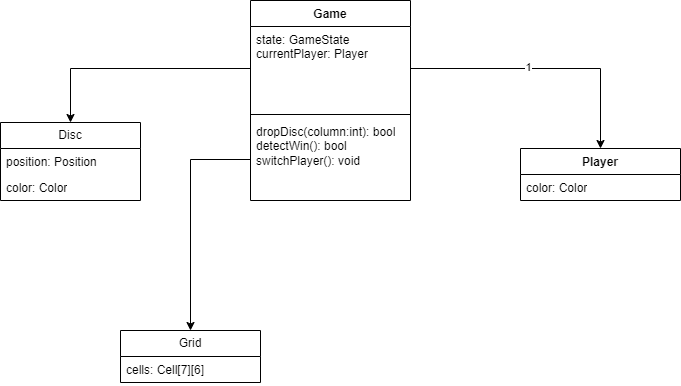 Game
state: GameState
currentPlayer: Player
1
dropDisc(column:int): bool
detectWin(): bool
switchPlayer(): void
Disc
position: Position
color: Color
Player
color: Color
Grid
cells: Cell[7][6]